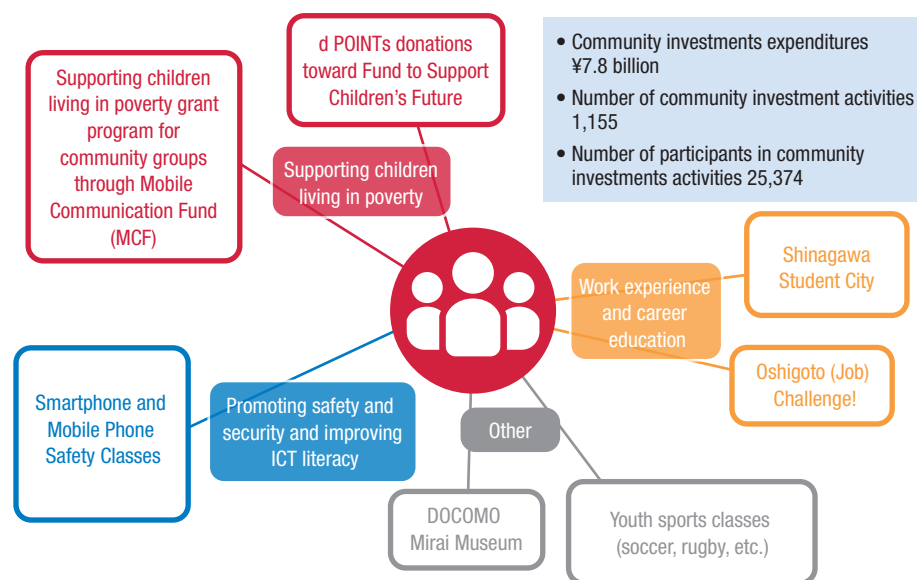 Supporting children
living in poverty grant
program for
community groups
through Mobile
Communication Fund
(MCF)
d POINTs donations
toward Fund to Support
Children's Future
• Community investments expenditures
¥7.8 billion
• Number of community investment activities
1,155
• Number of participants in community
investments activities 25,374
Supporting children
living in poverty
Work experience
and career
education
Shinagawa
Student City
Oshigoto (Job)
Challenge!
Smartphone and
Mobile Phone
Safety Classes
Promoting safety and
security and improving
ICT literacy
Other
DOCOMO
Mirai Museum
Youth sports classes
(soccer, rugby, etc.)